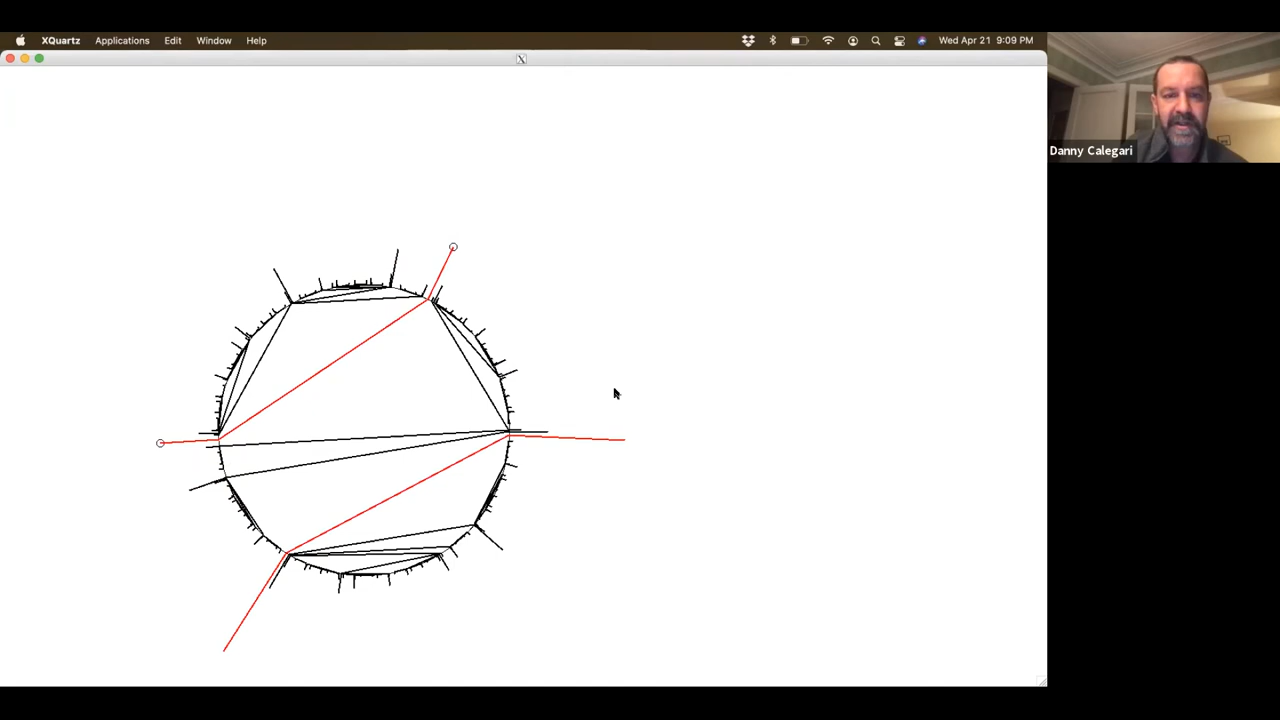 XQuartz Applications Edit Window Help Wed Apr 21 9:09 PM
X
Danny Calegari